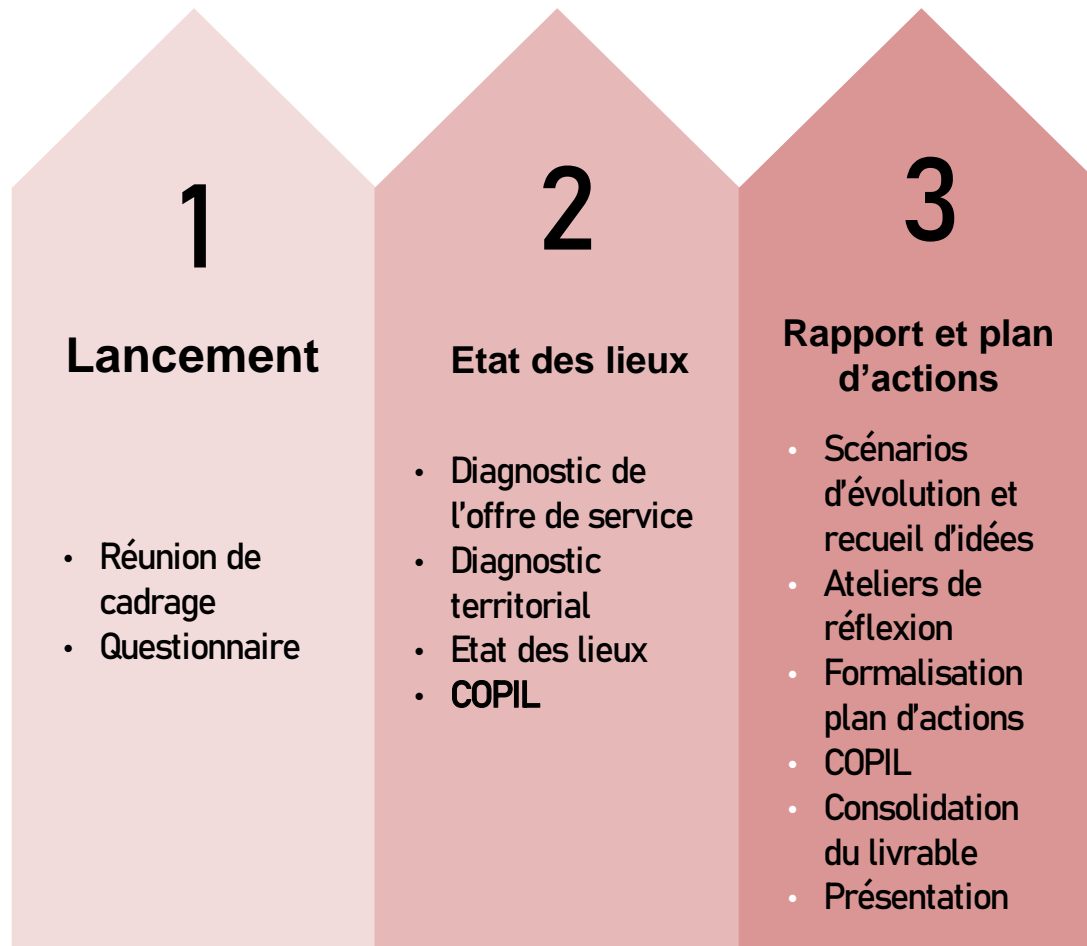 1
Lancement
• Réunion de
cadrage
• Questionnaire
2
Etat des lieux
• Diagnostic de
l'offre de service
• Diagnostic
territorial
• Etat des lieux
• COPIL
3
Rapport et plan
d’actions
• Scénarios
d'évolution et
recueil d'idées
• Ateliers de
réflexion
• Formalisation
plan d'actions
• COPIL
• Consolidation
du livrable
• Présentation